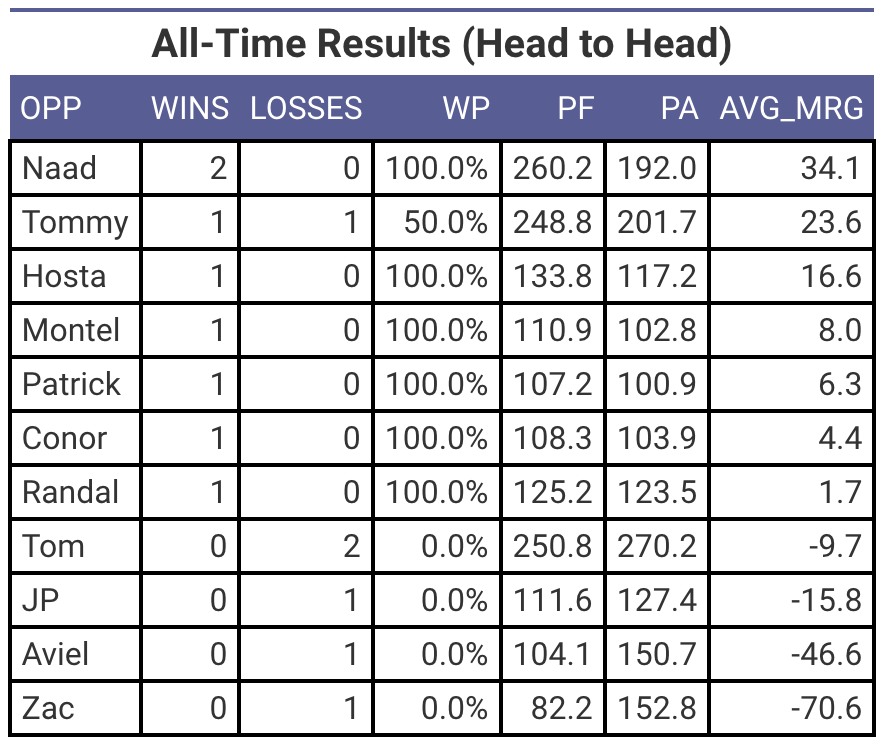 All-Time Results (Head to Head)
OPP WINS LOSSES WP PF PA AVG_MRG
Naad 2 0 100.0% 260.2 192.0 34.1
Tommy 1 1 50.0% 248.8 201.7 23.6
Hosta 1 0 100.0% 133.8 117.2 16.6
Montel 1 0 100.0% 110.9 102.8 8.0
Patrick 1 0 100.0% 107.2 100.9 6.3
Conor 1 0 100.0% 108.3 103.9 4.4
Randal 1 0 100.0% 125.2 123.5 1.7
Tom 0 2 0.0% 250.8 270.2 -9.7
JP 0 1 0.0% 111.6 127.4 -15.8
Aviel 0 1 0.0% 104.1 150.7 -46.6
Zac 0 1 0.0% 82.2 152.8 -70.6